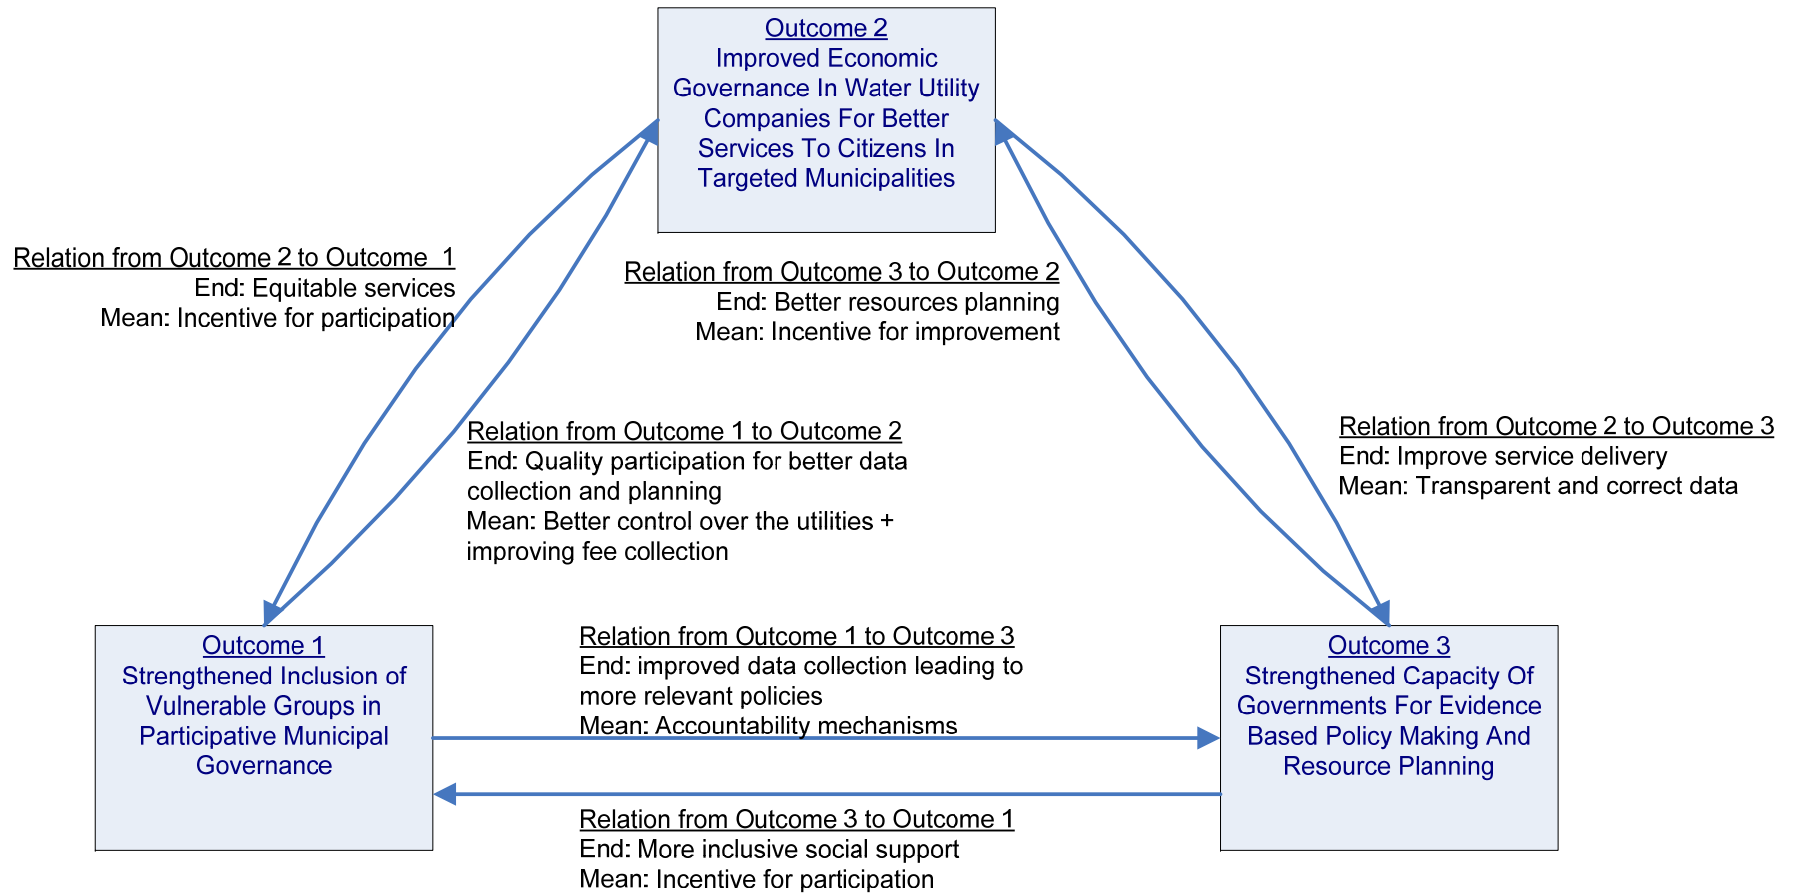 Outcome 2
Improved Economic
Governance In Water Utility
Companies For Better
Services To Citizens In
Targeted Municipalities
Relation from Outcome 2 to Outcome  1
End: Equitable services
Mean: Incentive for participation
Relation from Outcome 3 to Outcome 2
End: Better resources planning
Mean: Incentive for improvement
Relation from Outcome 1 to Outcome 2
End: Quality participation for better data
collection and planning
Mean: Better control over the utilities +
improving fee collection
Relation from Outcome 2 to Outcome 3
End: Improve service delivery
Mean: Transparent and correct data
Outcome 1
Strengthened Inclusion of
Vulnerable Groups in
Participative Municipal
Governance
Relation from Outcome 1 to Outcome 3
End: improved data collection leading to
more relevant policies
Mean: Accountability mechanisms
Outcome 3
Strengthened Capacity Of
Governments For Evidence
Based Policy Making And
Resource Planning
Relation from Outcome 3 to Outcome 1
End: More inclusive social support
Mean: Incentive for participation